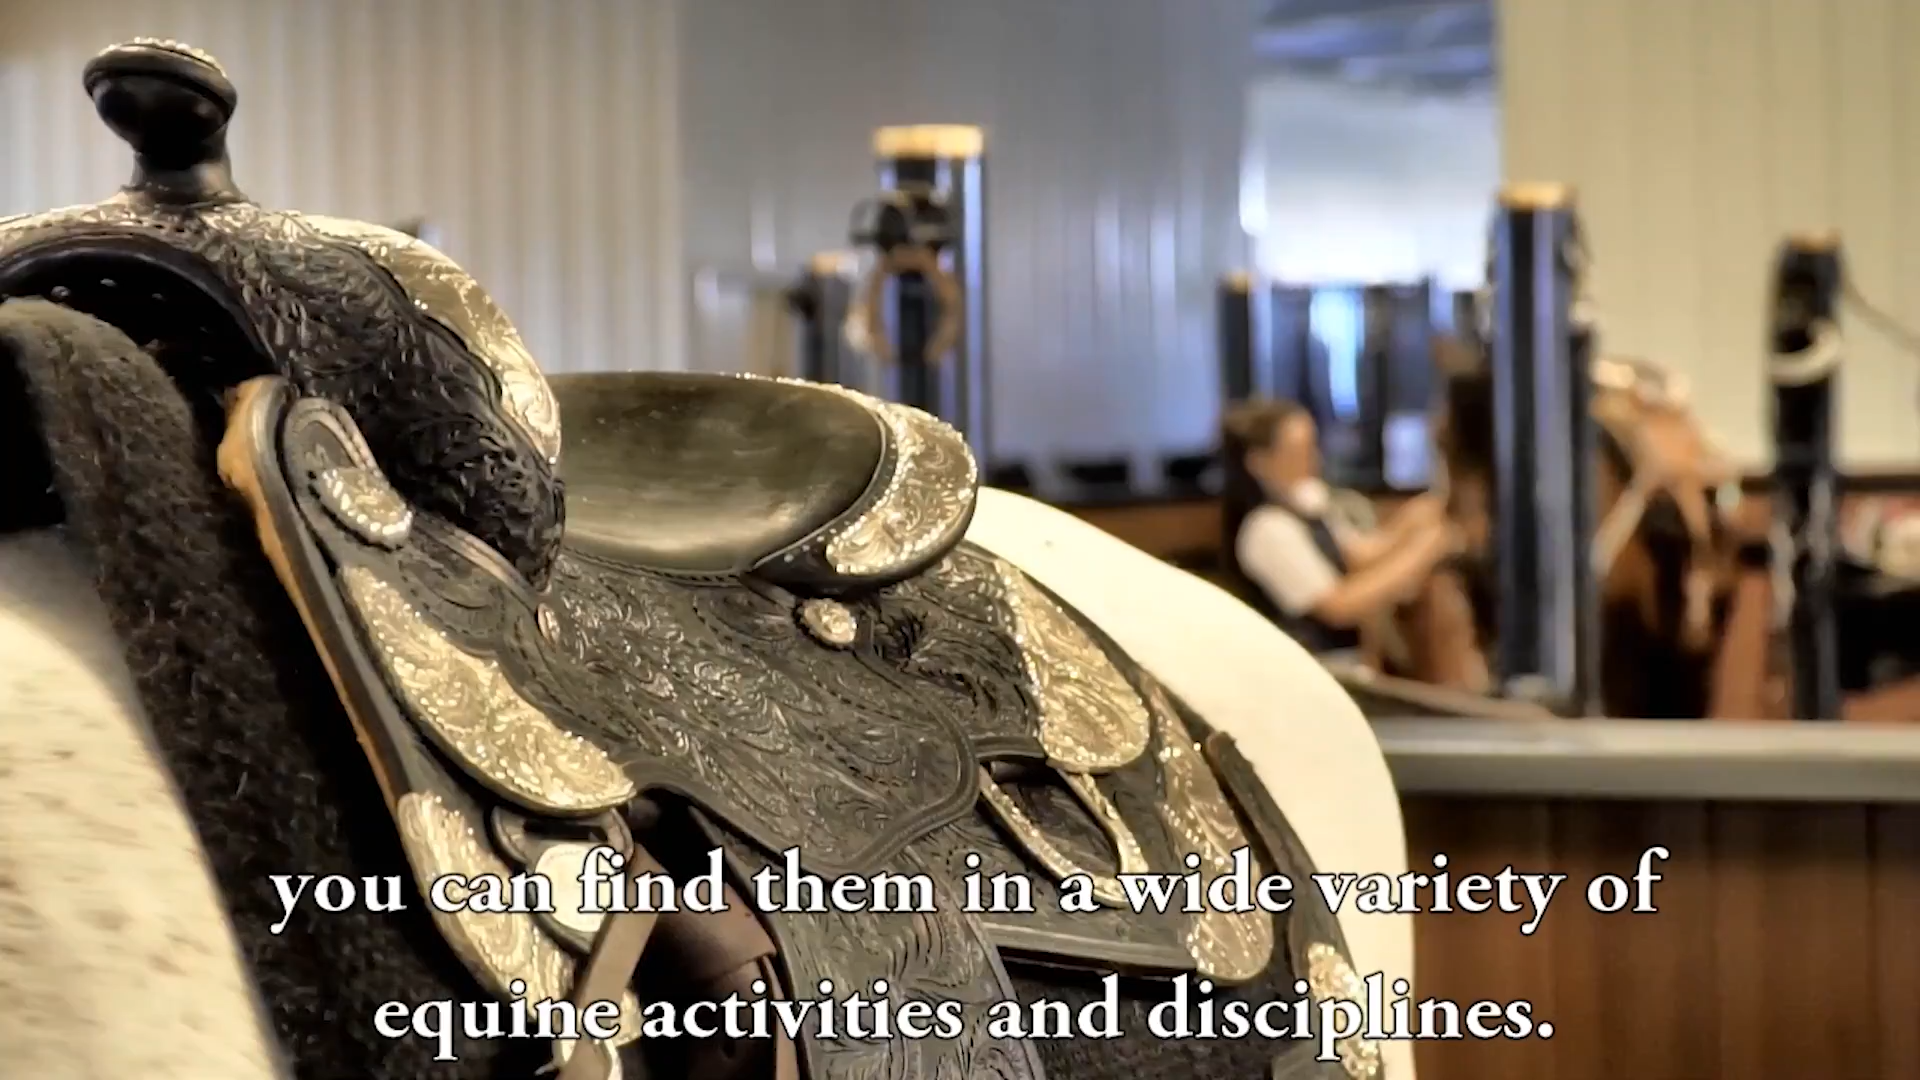 you can find them in a wide variety of
equine activities and disciplines.